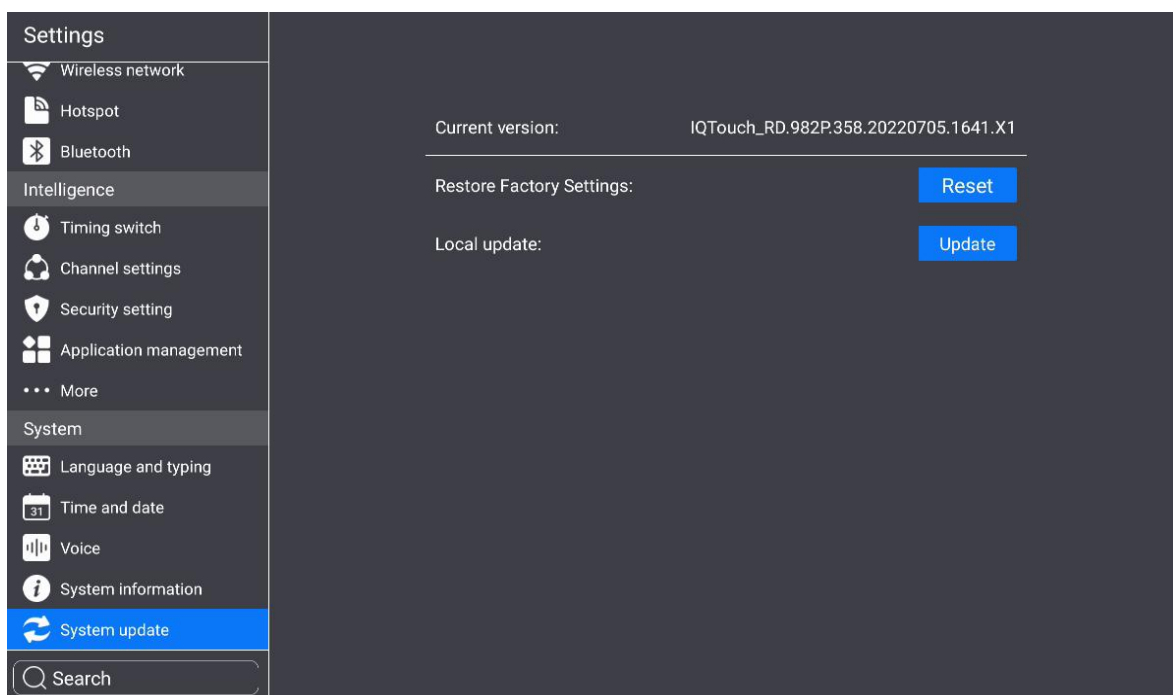 Settings
Wireless network
Hotspot
Bluetooth
Intelligence
Timing switch
Channel settings
Security setting
Application management
More
System
Language and typing
31
Time and date
Voice
System information
System update
Search
Current version: IQTouch_RD.982P.358.20220705.1641.X1
Restore Factory Settings: Reset
Local update: Update